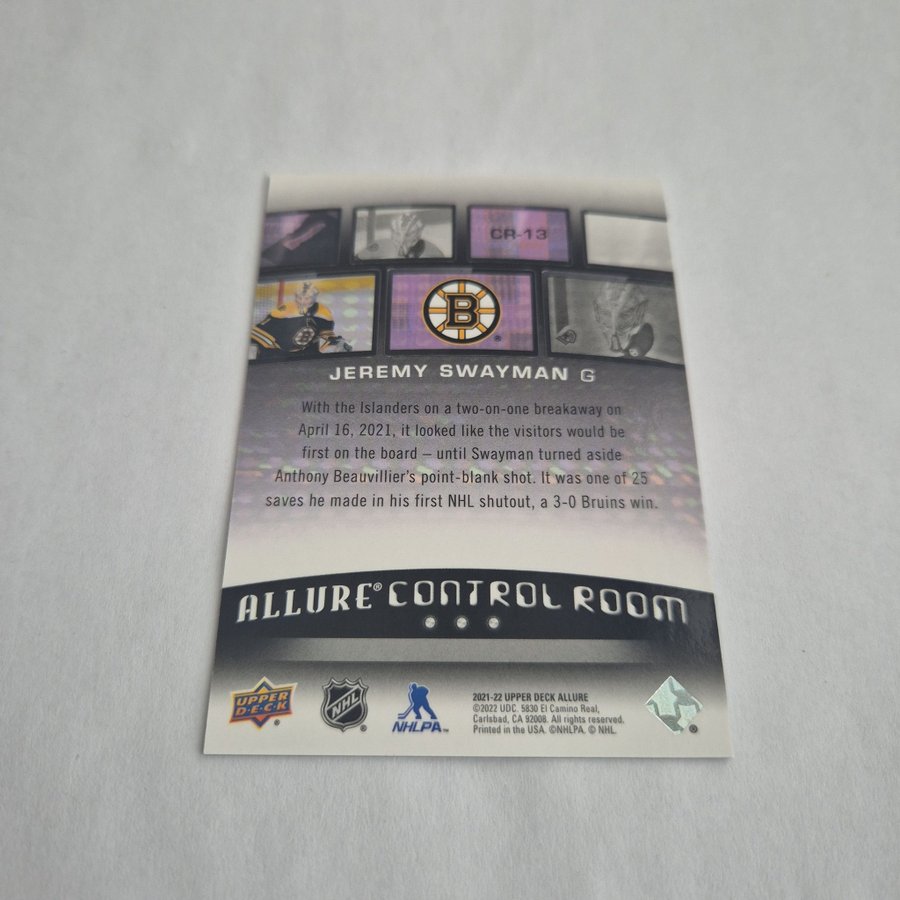 CR-13
B
®
JEREMY SWAYMAN G
With the Islanders on a two-on-one breakaway on
April 16, 2021, it looked like the visitors would be
first on the board – until Swayman turned aside
Anthony Beauvillier's point-blank shot. It was one of 25
saves he made in his first NHL shutout, a 3-0 Bruins win.
ALLURE® CONTROL ROOM
UPPER
D·E·C·K
®
NHL
®
NHLPA™
2021-22 UPPER DECK ALLURE
©2022 UDC. 5830 El Camino Real,
Carlsbad, CA 92008. All rights reserved.
Printed in the USA. ©NHLPA. © NHL.
®